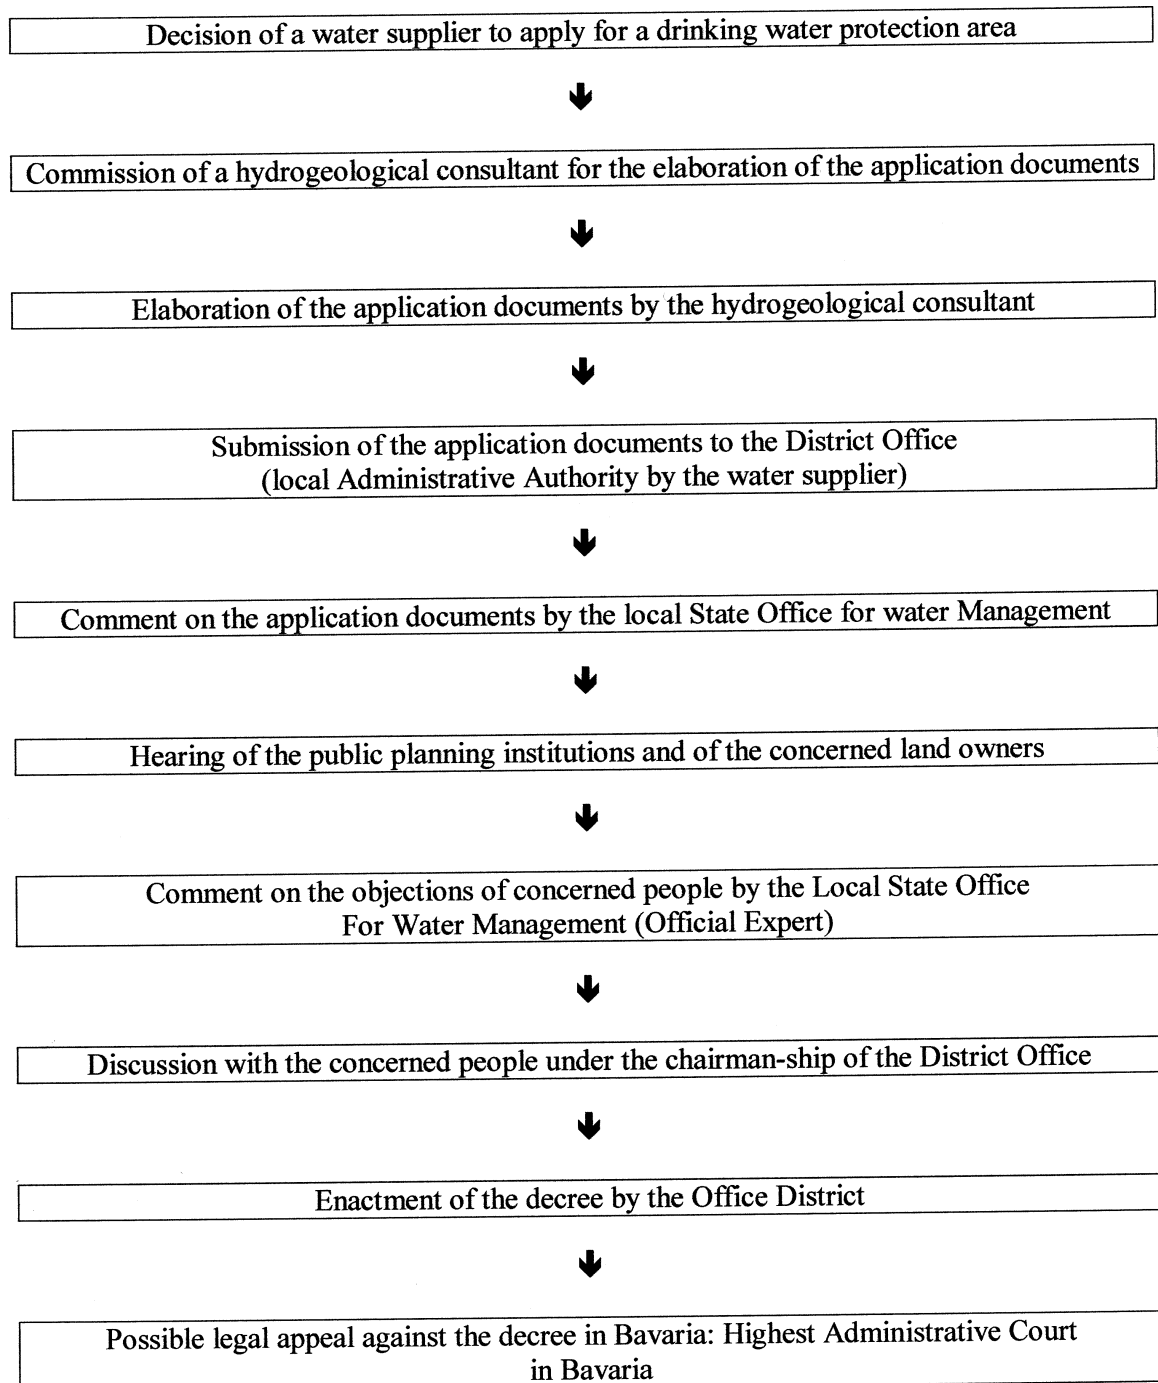 Decision of a water supplier to apply for a drinking water protection area
Commission of a hydrogeological consultant for the elaboration of the application documents
Elaboration of the application documents by the hydrogeological consultant
Submission of the application documents to the District Office
(local Administrative Authority by the water supplier)
Comment on the application documents by the local State Office for water Management
Hearing of the public planning institutions and of the concerned land owners
Comment on the objections of concerned people by the Local State Office
For Water Management (Official Expert)
Discussion with the concerned people under the chairman-ship of the District Office
Enactment of the decree by the Office District
Possible legal appeal against the decree in Bavaria: Highest Administrative Court
in Bavaria